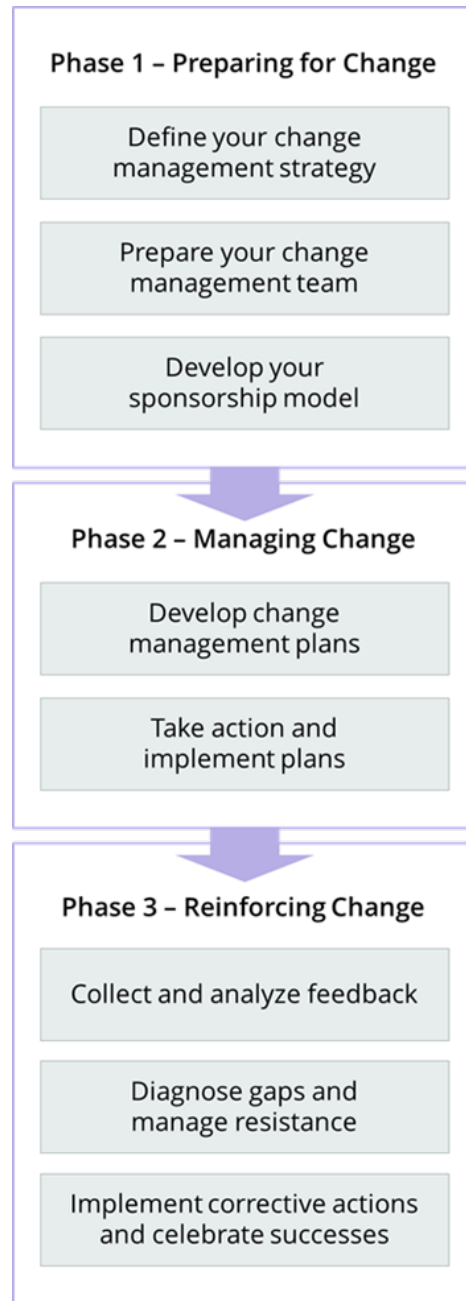 Phase 1 – Preparing for Change
Define your change
management strategy
Prepare your change
management team
Develop your
sponsorship model
Phase 2 – Managing Change
Develop change
management plans
Take action and
implement plans
Phase 3 – Reinforcing Change
Collect and analyze feedback
Diagnose gaps and
manage resistance
Implement corrective actions
and celebrate successes